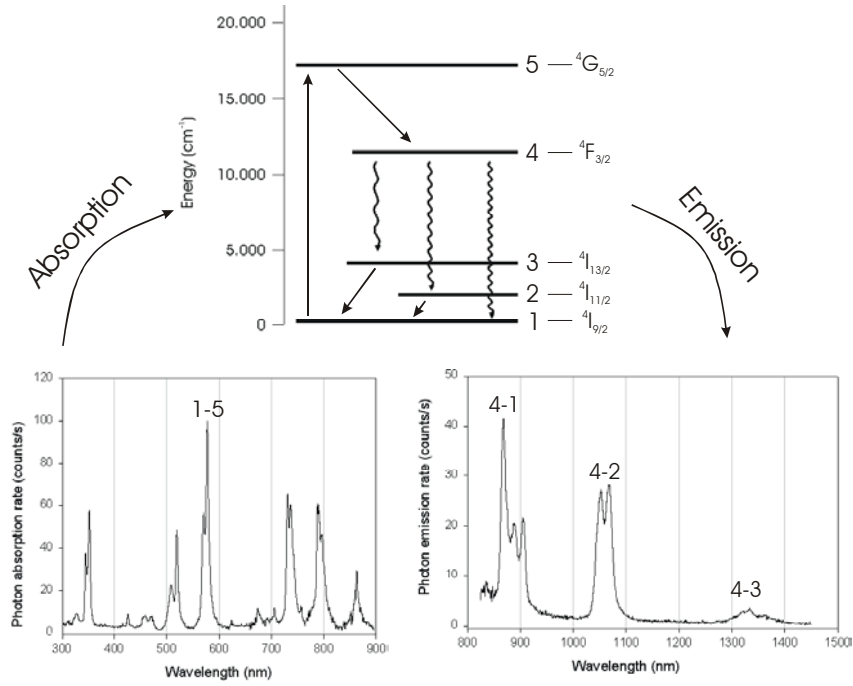 20.000
15.000
10.000
5.000
0
Energy (cm⁻¹)
5 — ⁴G₅/₂
4 — ⁴F₃/₂
3 — ⁴I₁₃/₂
2 — ⁴I₁₁/₂
1 — ⁴I₉/₂
Absorption
Emission
120
100
80
60
40
20
0
Photon absorption rate (counts/s)
1-5
300 400 500 600 700 800 900
Wavelength (nm)
50
40
30
20
10
0
Photon emission rate (counts/s)
4-1
4-2
4-3
800 900 1000 1100 1200 1300 1400 1500
Wavelength (nm)